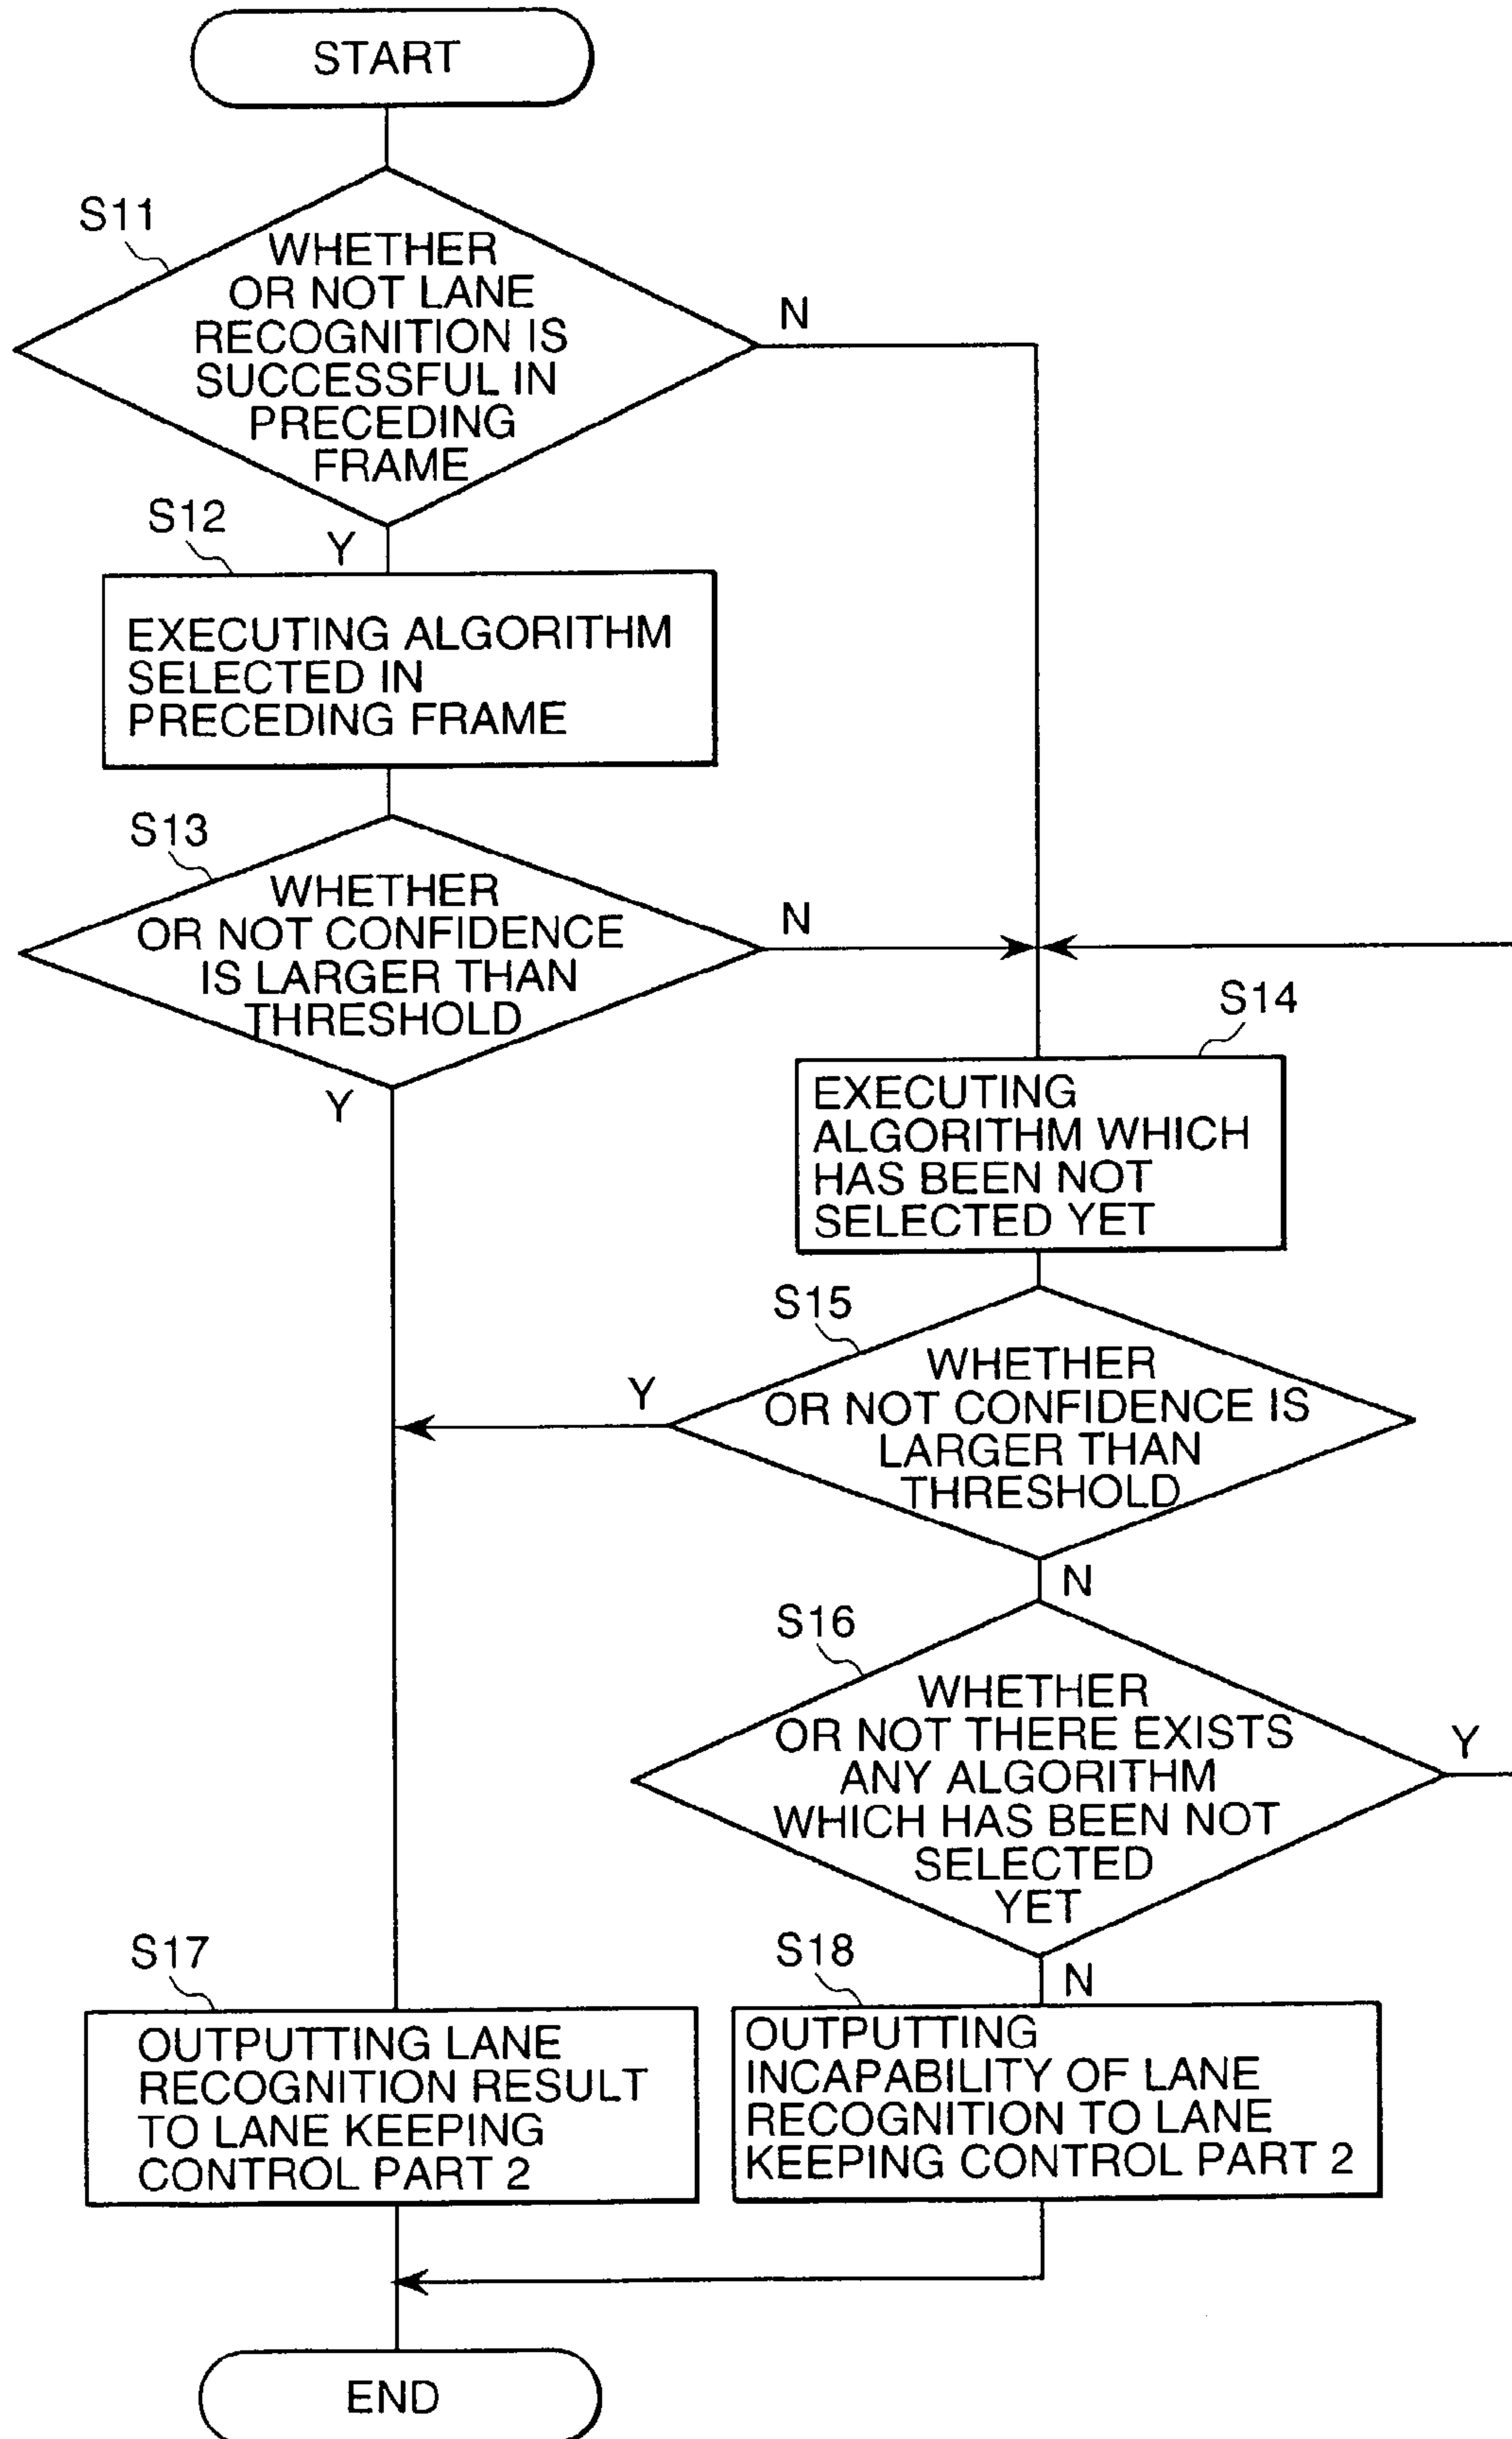 START
S11
WHETHER
OR NOT LANE
RECOGNITION IS
SUCCESSFUL IN
PRECEDING
FRAME
N
Y
S12
EXECUTING ALGORITHM
SELECTED IN
PRECEDING FRAME
S13
WHETHER
OR NOT CONFIDENCE
IS LARGER THAN
THRESHOLD
N
Y
S14
EXECUTING
ALGORITHM WHICH
HAS BEEN NOT
SELECTED YET
S15
WHETHER
OR NOT CONFIDENCE IS
LARGER THAN
THRESHOLD
Y
N
S16
WHETHER
OR NOT THERE EXISTS
ANY ALGORITHM
WHICH HAS BEEN NOT
SELECTED
YET
Y
N
S17
OUTPUTTING LANE
RECOGNITION RESULT
TO LANE KEEPING
CONTROL PART 2
S18
OUTPUTTING
INCAPABILITY OF LANE
RECOGNITION TO LANE
KEEPING CONTROL PART 2
END